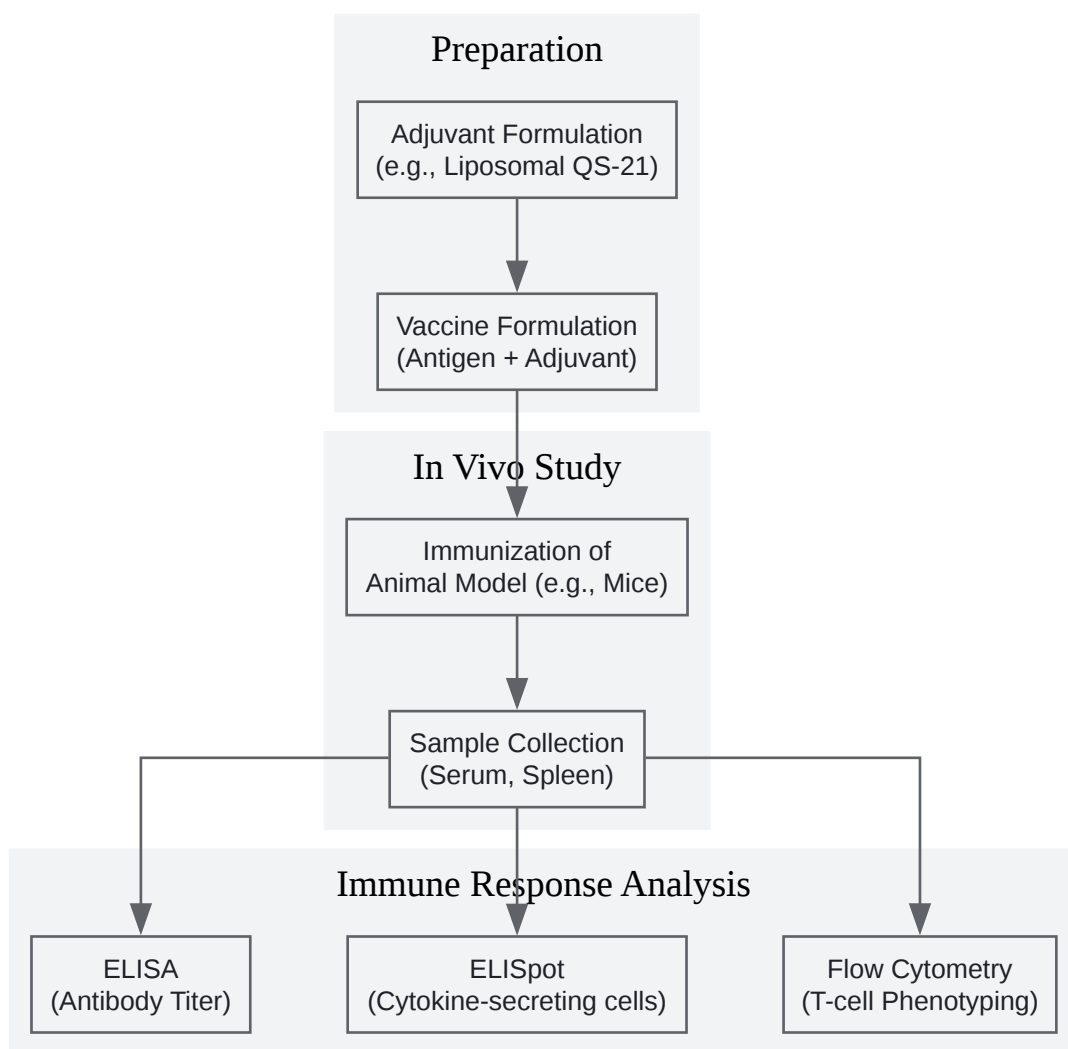 Preparation
Adjuvant Formulation
(e.g., Liposomal QS-21)
Vaccine Formulation
(Antigen + Adjuvant)
In Vivo Study
Immunization of
Animal Model (e.g., Mice)
Sample Collection
(Serum, Spleen)
Immune Response Analysis
ELISA
(Antibody Titer)
ELISpot
(Cytokine-secreting cells)
Flow Cytometry
(T-cell Phenotyping)